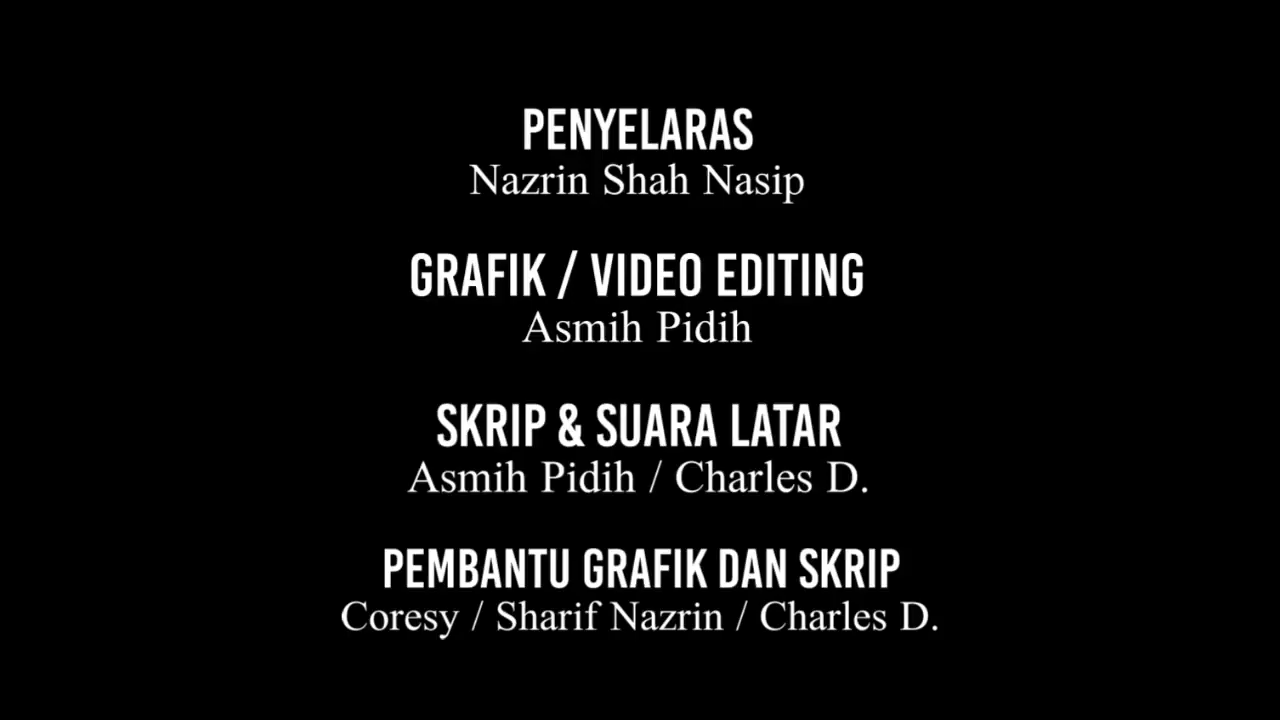 PENYELARAS
Nazrin Shah Nasip
GRAFIK / VIDEO EDITING
Asmih Pidih
SKRIP & SUARA LATAR
Asmih Pidih / Charles D.
PEMBANTU GRAFIK DAN SKRIP
Coresy / Sharif Nazrin / Charles D.